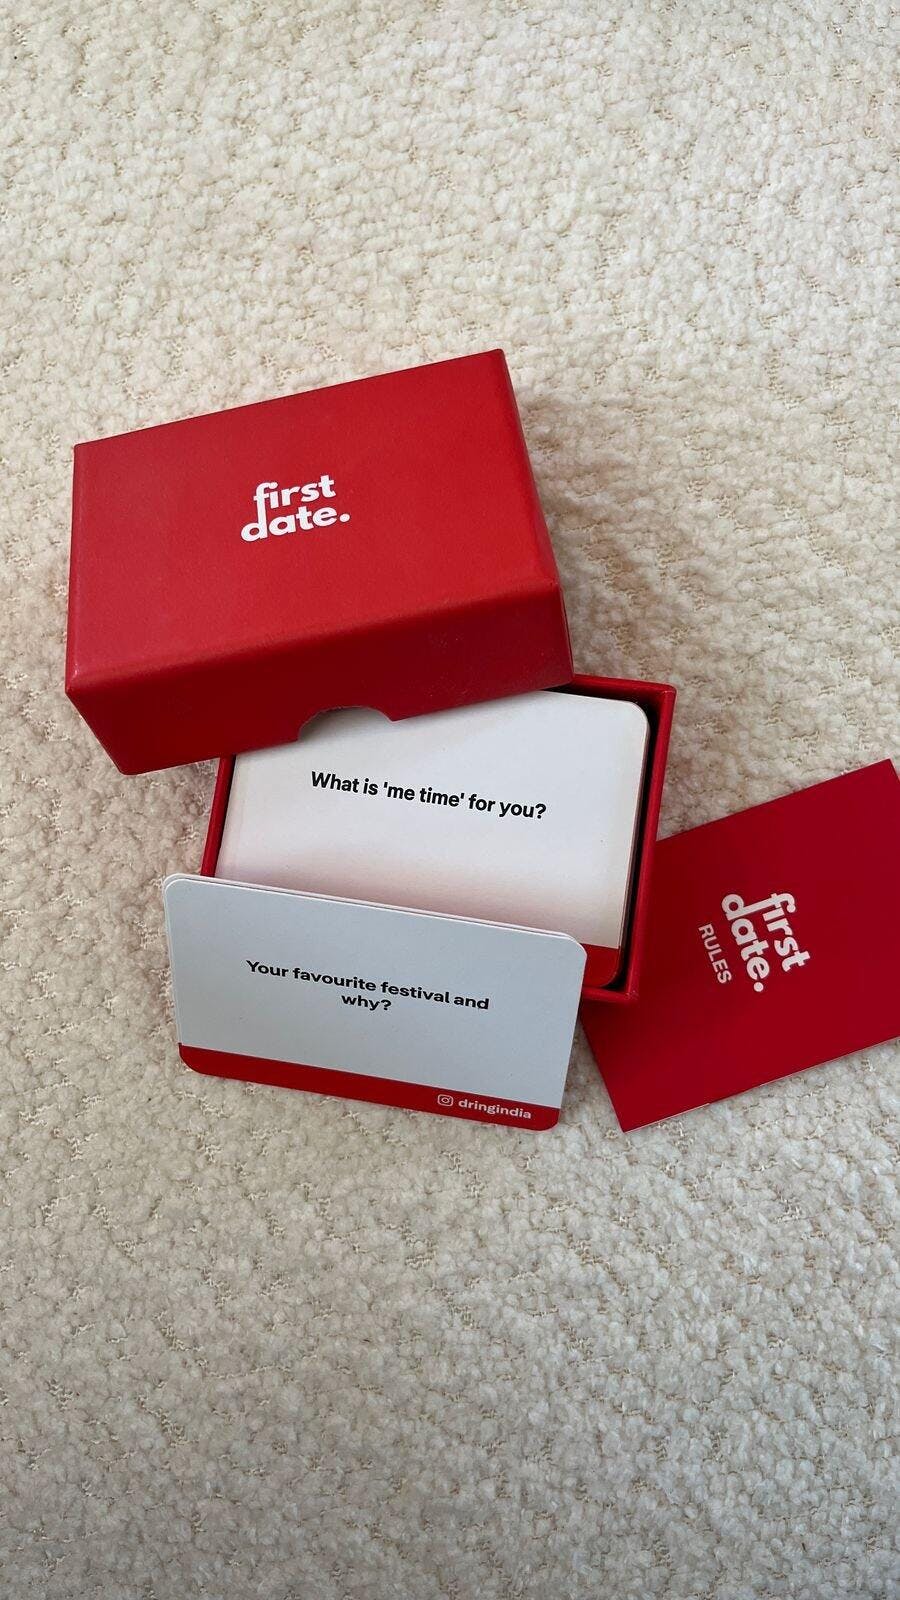 first
date.
What is 'me time' for you?
Your favourite festival and
why?
dringindia
first
date.
RULES